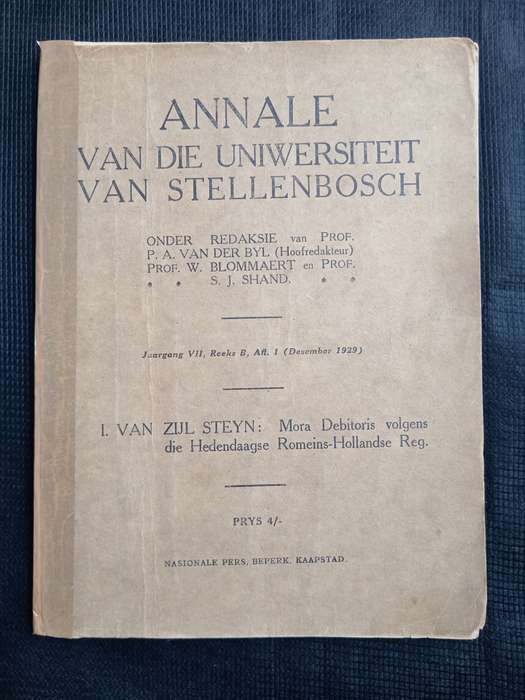 ANNALE
VAN DIE UNIWERSITEIT
VAN STELLENBOSCH
ONDER REDAKSIE van PROF.
P. A. VAN DER BYL (Hoofredakteur)
PROF. W. BLOMMAERT en PROF.
S. J. SHAND.
Jaargang VII, Reeks B, Afl. 1 (Desember 1929)
I. VAN ZIJL STEYN: Mora Debitoris volgens
die Hedendaagse Romeins-Hollandse Reg.
PRYS 4/-
NASIONALE PERS, BEPERK, KAAPSTAD.